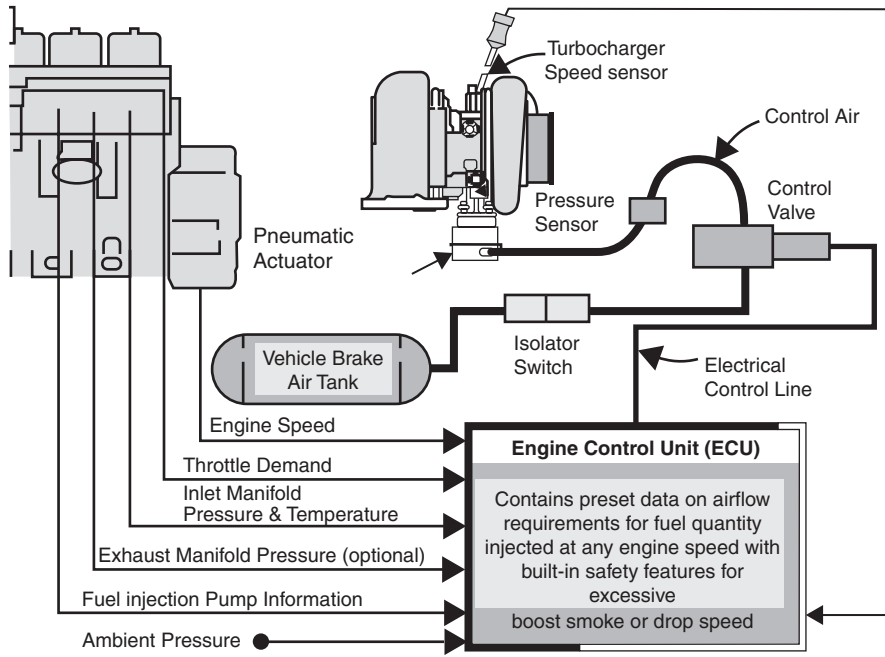 Turbocharger
Speed sensor
Control Air
Control
Valve
Pressure
Sensor
Pneumatic
Actuator
Isolator
Switch
Vehicle Brake
Air Tank
Electrical
Control Line
Engine Speed
Throttle Demand
Inlet Manifold
Pressure & Temperature
Exhaust Manifold Pressure (optional)
Fuel injection Pump Information
Ambient Pressure
Engine Control Unit (ECU)
Contains preset data on airflow
requirements for fuel quantity
injected at any engine speed with
built-in safety features for
excessive
boost smoke or drop speed